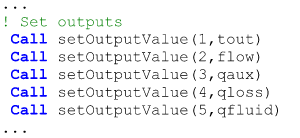 ...
! Set outputs
Call setOutputValue(1,tout)
Call setOutputValue(2,flow)
Call setOutputValue(3,qaux)
Call setOutputValue(4,qloss)
Call setOutputValue(5,qfluid)
...